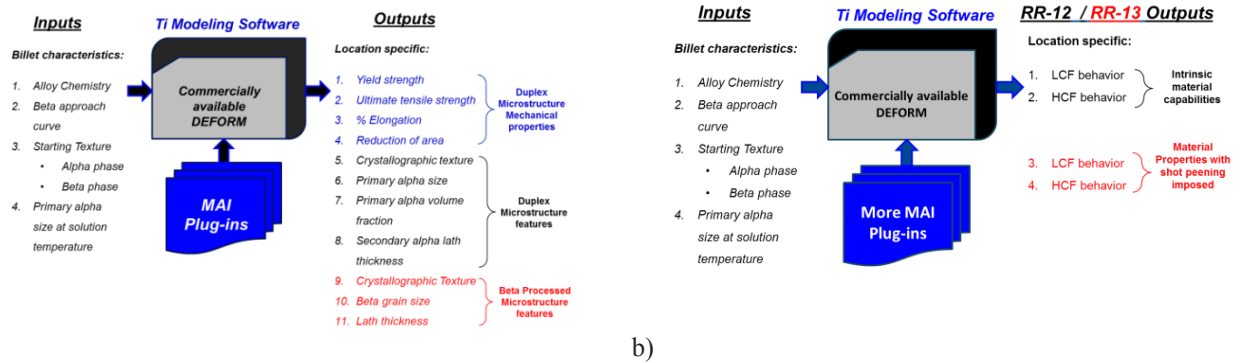 Inputs
Ti Modeling Software
Outputs
Billet characteristics:
1. Alloy Chemistry
2. Beta approach
curve
3. Starting Texture
• Alpha phase
• Beta phase
4. Primary alpha
size at solution
temperature
Commercially
available
DEFORM
MAI
Plug-ins
Location specific:
1. Yield strength
2. Ultimate tensile strength
3. % Elongation
4. Reduction of area
5. Crystallographic texture
6. Primary alpha size
7. Primary alpha volume
fraction
8. Secondary alpha lath
thickness
9. Crystallographic Texture
10. Beta grain size
11. Lath thickness
Duplex
Microstructure
Mechanical
properties
Duplex
Microstructure
features
Beta Processed
Microstructure
features
b)
Inputs
Ti Modeling Software
RR-12 / RR-13 Outputs
Billet characteristics:
1. Alloy Chemistry
2. Beta approach
curve
3. Starting Texture
• Alpha phase
• Beta phase
4. Primary alpha
size at solution
temperature
Commercially available
DEFORM
More MAI
Plug-ins
Location specific:
1. LCF behavior
2. HCF behavior
Intrinsic
material
capabilities
3. LCF behavior
4. HCF behavior
Material
Properties with
shot peening
imposed